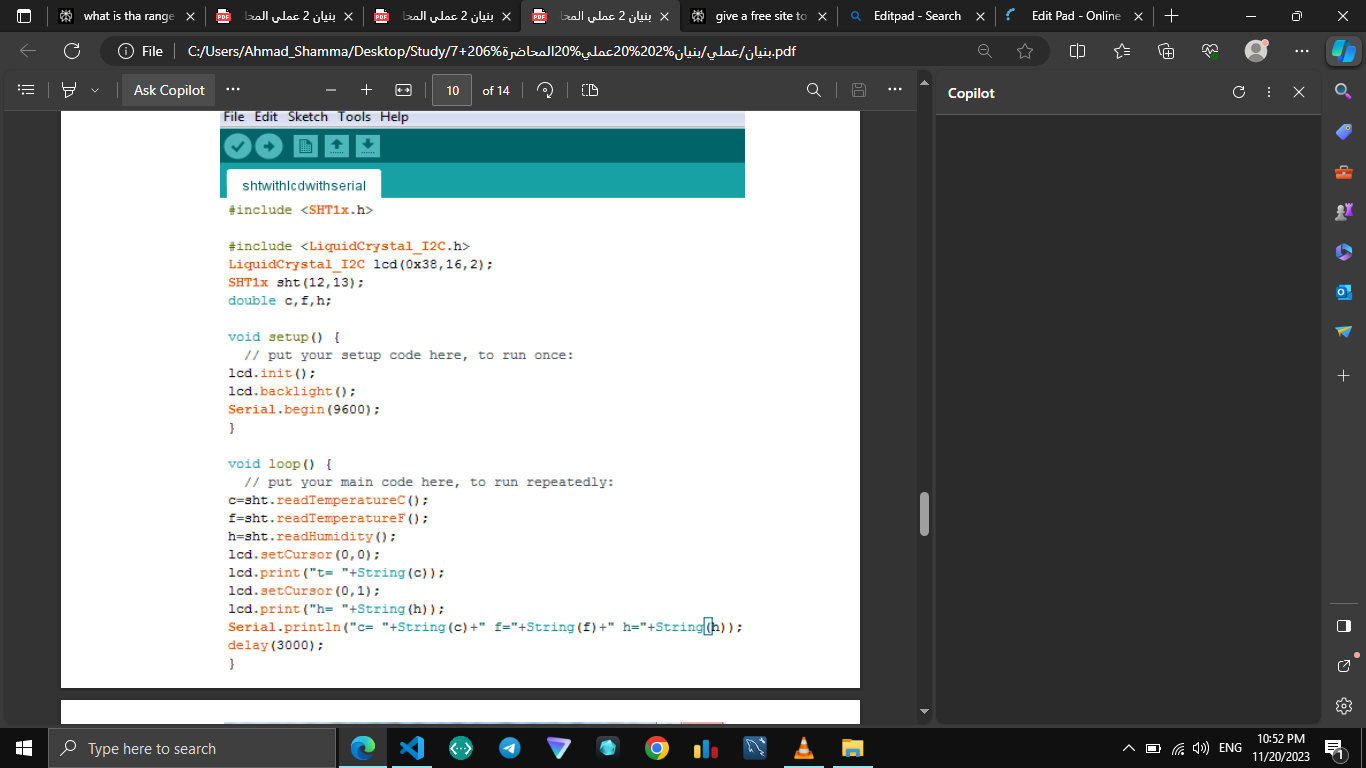 what is tha range
بنيان 2 عملي المحا
بنيان 2 عملي المحا
بنيان 2 عملي المحا
give a free site to
Editpad - Search
Edit Pad - Online
File
C:/Users/Ahmad_Shamma/Desktop/Study/7+206%المحاضرة%20عملي%202%20بنيان/عملي/بنيان.pdf
Ask Copilot
10
of 14
Copilot
File Edit Sketch Tools Help
shtwithlcdwithserial
#include <SHT1x.h>
#include <LiquidCrystal_I2C.h>
LiquidCrystal_I2C lcd(0x38,16,2);
SHT1x sht(12,13);
double c,f,h;
void setup() {
// put your setup code here, to run once:
lcd.init();
lcd.backlight();
Serial.begin(9600);
}
void loop() {
// put your main code here, to run repeatedly:
c=sht.readTemperatureC();
f=sht.readTemperatureF();
h=sht.readHumidity();
lcd.setCursor(0,0);
lcd.print("t= "+String(c));
lcd.setCursor(0,1);
lcd.print("h= "+String(h));
Serial.println("c= "+String(c)+" f="+String(f)+" h="+String(h));
delay(3000);
}
Type here to search
ENG
10:52 PM
11/20/2023
1